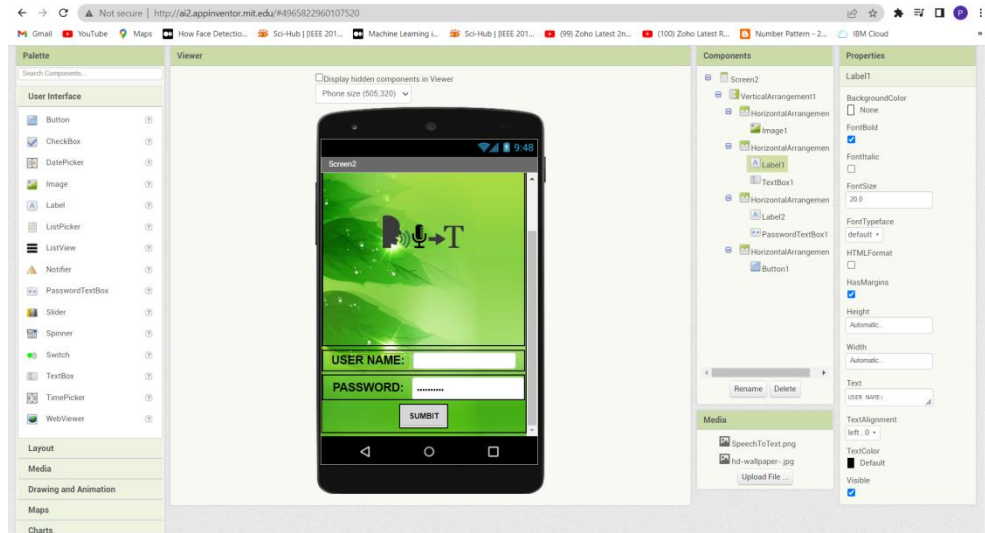 Not secure | http://ai2.appinventor.mit.edu/#4965822960107520
Gmail YouTube Maps How Face Detectio... Sci-Hub | [IEEE 201... Machine Learning i... Sci-Hub | [IEEE 201... (99) Zoho Latest 2n... (100) Zoho Latest R... Number Pattern - 2... IBM Cloud »
Palette
Search Components...
User Interface
Button
CheckBox
DatePicker
Image
Label
ListPicker
ListView
Notifier
PasswordTextBox
Slider
Spinner
Switch
TextBox
TimePicker
WebViewer
Layout
Media
Drawing and Animation
Maps
Charts
Viewer
Display hidden components in Viewer
Phone size (505,320)
9:48
Screen2
T
USER NAME:
PASSWORD: ..........
SUMBIT
Components
Screen2
VerticalArrangement1
HorizontalArrangemen
Image1
HorizontalArrangemen
Label1
TextBox1
HorizontalArrangemen
Label2
PasswordTextBox1
HorizontalArrangemen
Button1
Rename Delete
Media
SpeechToText.png
hd-wallpaper-.jpg
Upload File ...
Properties
Label1
BackgroundColor
None
FontBold
FontItalic
FontSize
20.0
FontTypeface
default
HTMLFormat
HasMargins
Height
Automatic...
Width
Automatic...
Text
USER NAME:
TextAlignment
left : 0
TextColor
Default
Visible